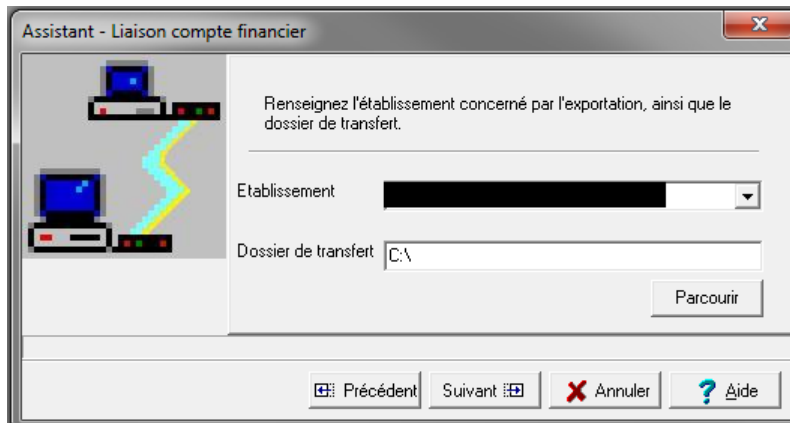 Assistant - Liaison compte financier
Renseignez l'établissement concerné par l'exportation, ainsi que le
dossier de transfert.
Etablissement
Dossier de transfert C:\
Parcourir
Précédent Suivant Annuler ? Aide